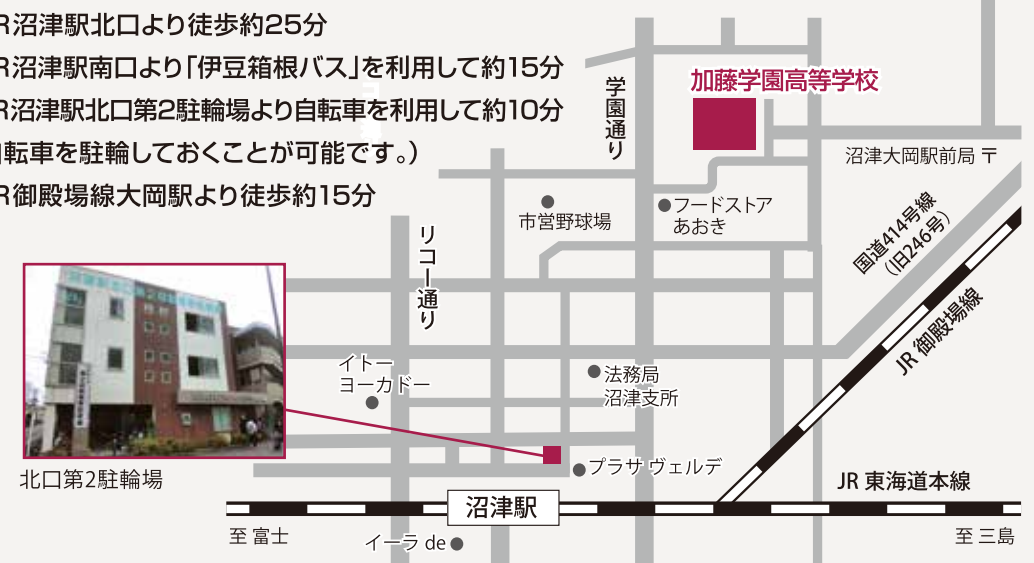 R沼津駅北口より徒歩約25分
R沼津駅南口より「伊豆箱根バス」を利用して約15分
R沼津駅北口第2駐輪場より自転車を利用して約10分
転車を駐輪しておくことが可能です。）
R御殿場線大岡駅より徒歩約15分
学園通り
加藤学園高等学校
沼津大岡駅前局 〒
市営野球場
フードストア
あおき
国道414号線
（旧246号）
リコー通り
JR 御殿場線
イトー
ヨーカドー
法務局
沼津支所
北口第2駐輪場
プラサ ヴェルデ
JR 東海道本線
沼津駅
至 富士
イーラ de
至 三島